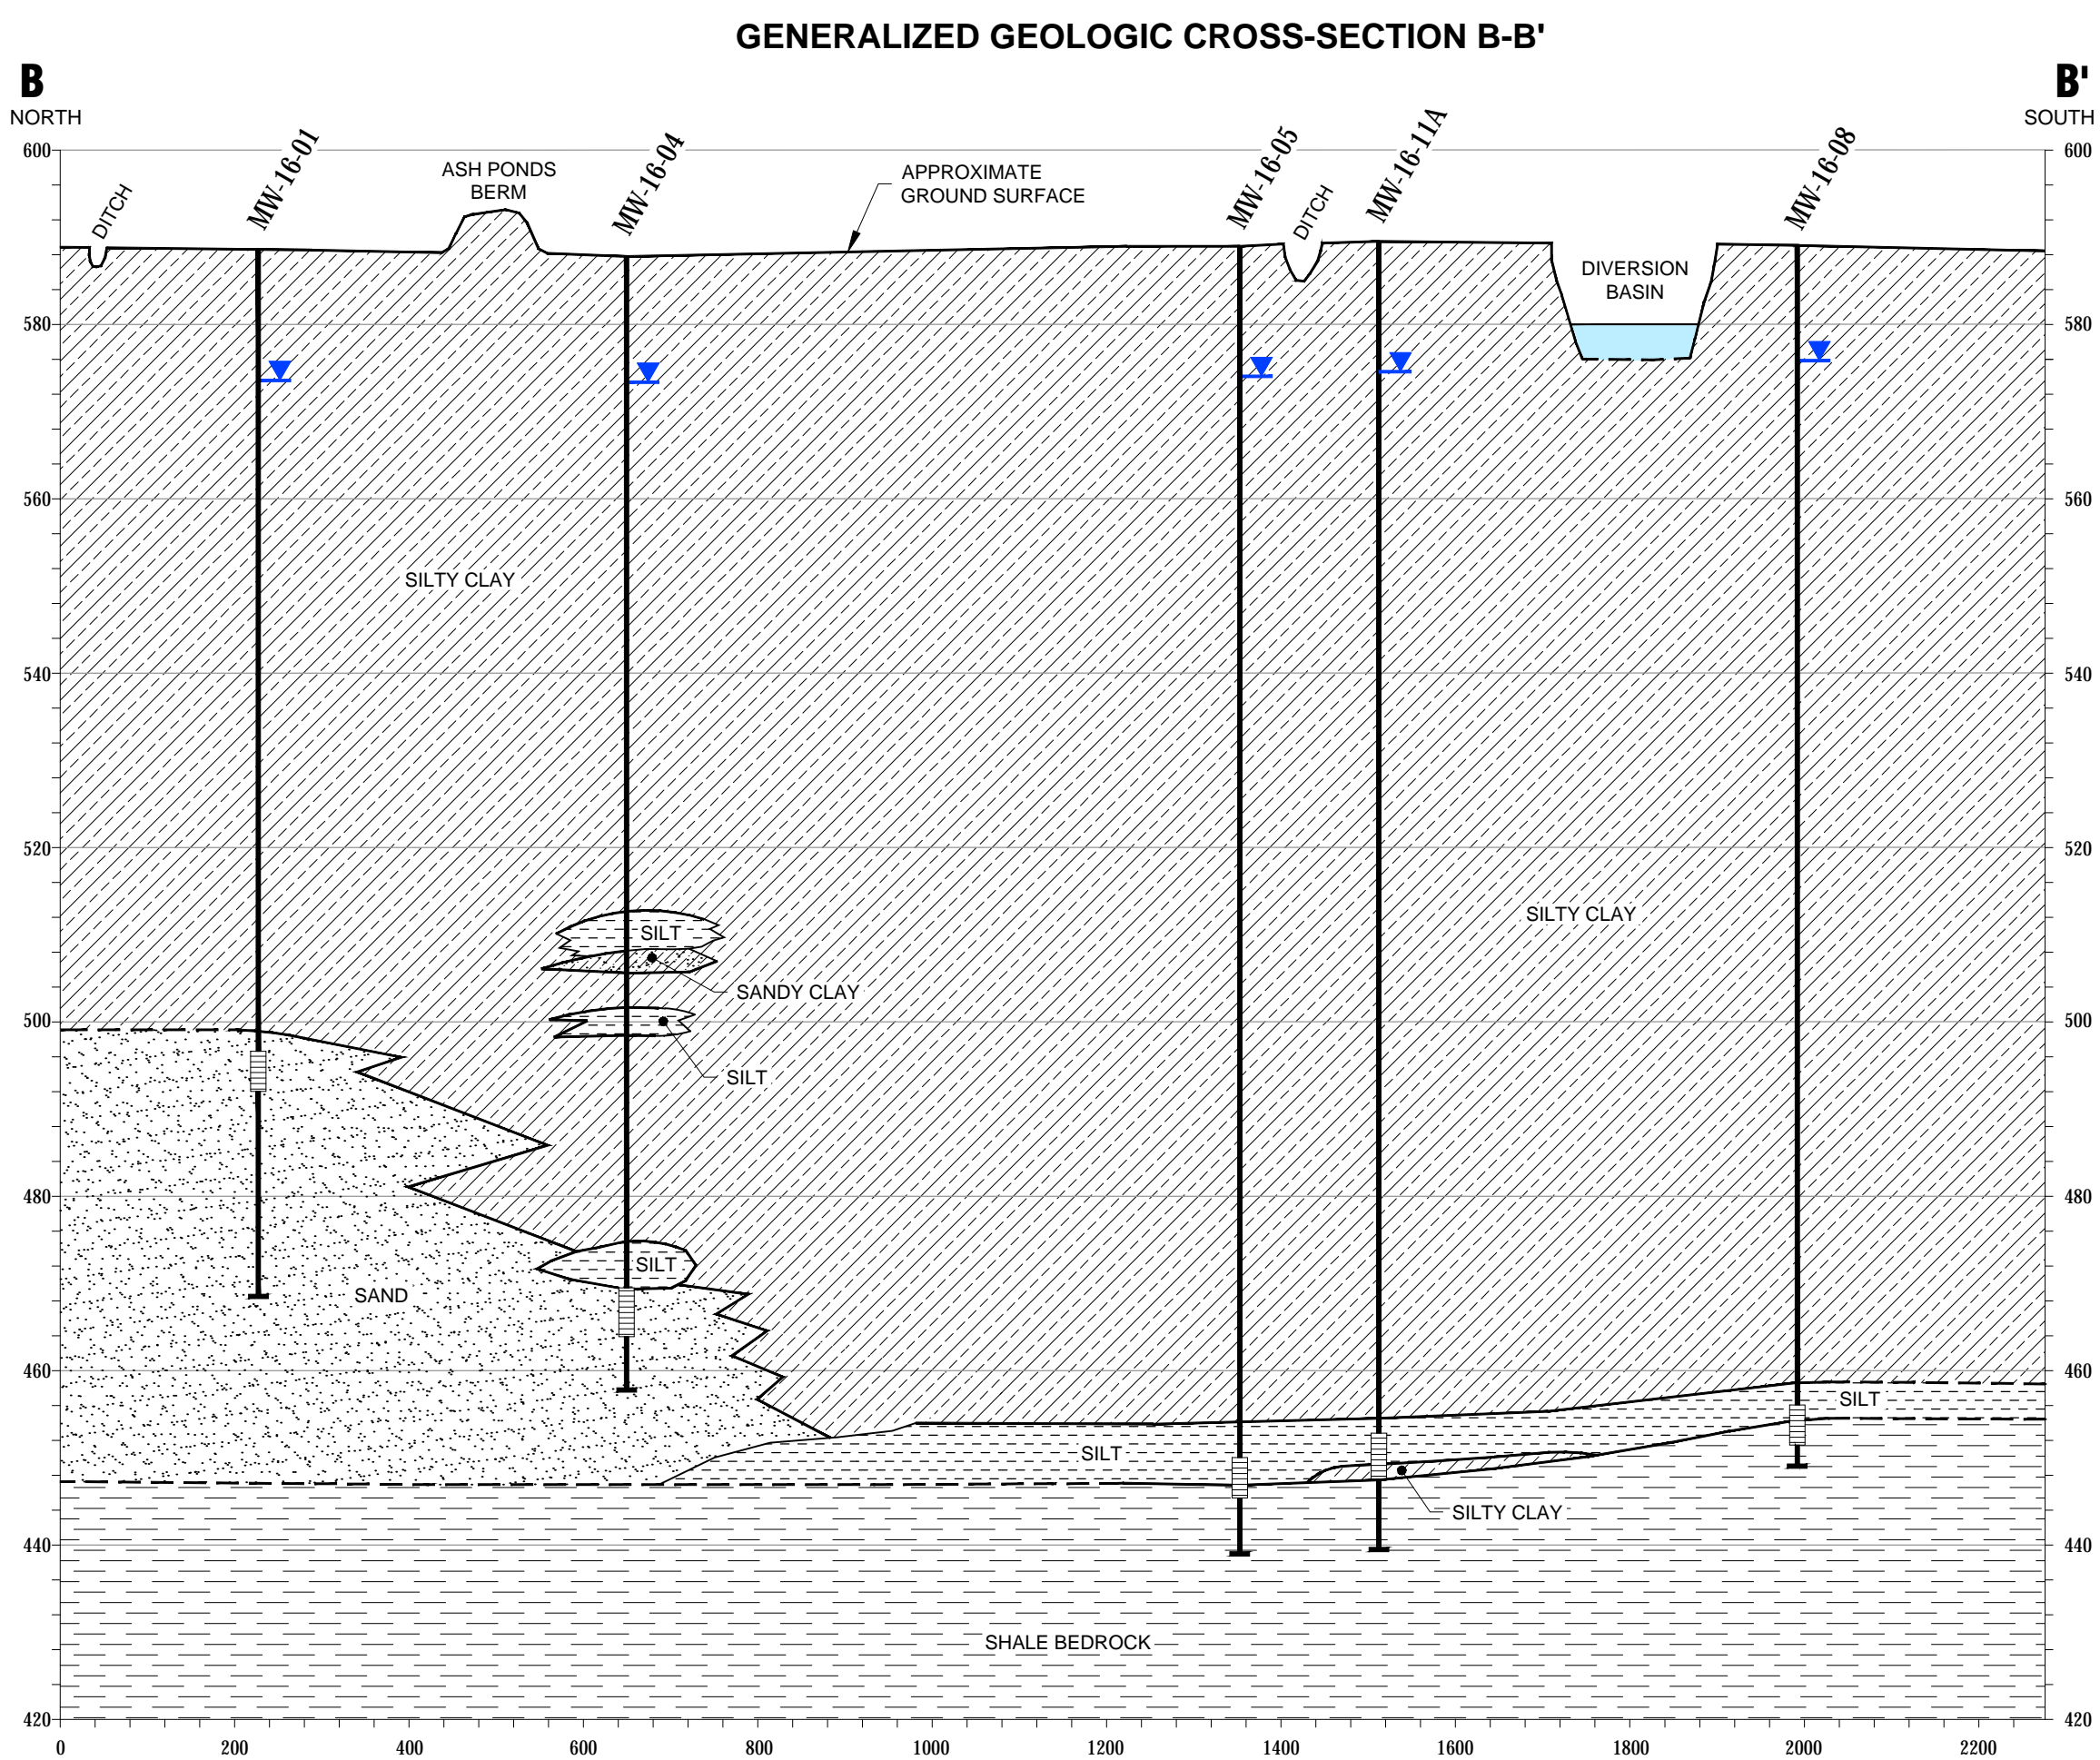 GENERALIZED GEOLOGIC CROSS-SECTION B-B'
B
B'
NORTH
SOUTH
MW-16-01
MW-16-04
MW-16-05
MW-16-11A
MW-16-08
DITCH
ASH PONDS
BERM
APPROXIMATE
GROUND SURFACE
DITCH
DIVERSION
BASIN
600
600
580
580
560
560
SILTY CLAY
540
540
520
520
SILTY CLAY
SILT
SANDY CLAY
500
500
SILT
480
480
SILT
SAND
460
460
SILT
SILT
SILTY CLAY
440
440
SHALE BEDROCK
420
420
0
200
400
600
800
1000
1200
1400
1600
1800
2000
2200